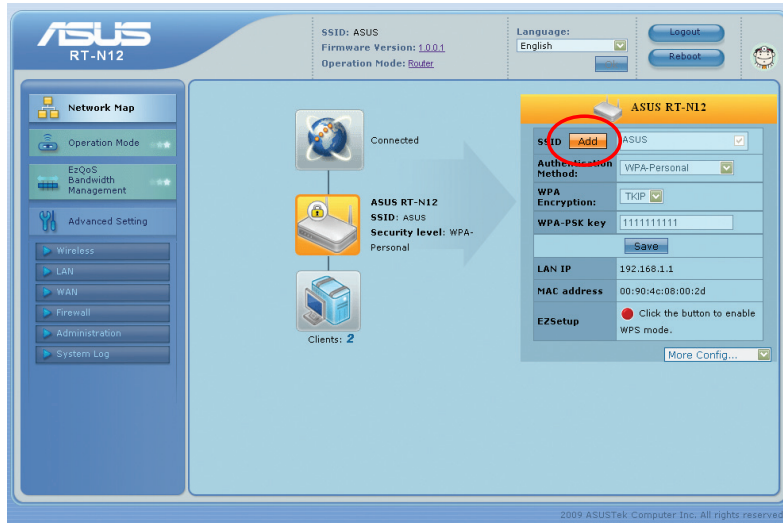 ASUS
RT-N12
SSID: ASUS
Firmware Version: 1.0.0.1
Operation Mode: Router
Language:
English
Logout
Reboot
Network Map
Operation Mode
EzQoS
Bandwidth
Management
Advanced Setting
Wireless
LAN
WAN
Firewall
Administration
System Log
Connected
ASUS RT-N12
SSID: ASUS
Security level: WPA-
Personal
Clients: 2
ASUS RT-N12
SSID Add ASUS
Authentication
Method: WPA-Personal
WPA
Encryption: TKIP
WPA-PSK key 1111111111
Save
LAN IP 192.168.1.1
MAC address 00:90:4c:08:00:2d
EZSetup Click the button to enable
WPS mode.
More Config...
2009 ASUSTek Computer Inc. All rights reserved